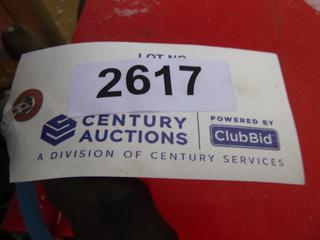 LOT NO.
2617
CENTURY
AUCTIONS
POWERED BY
ClubBid
A DIVISION OF CENTURY SERVICES